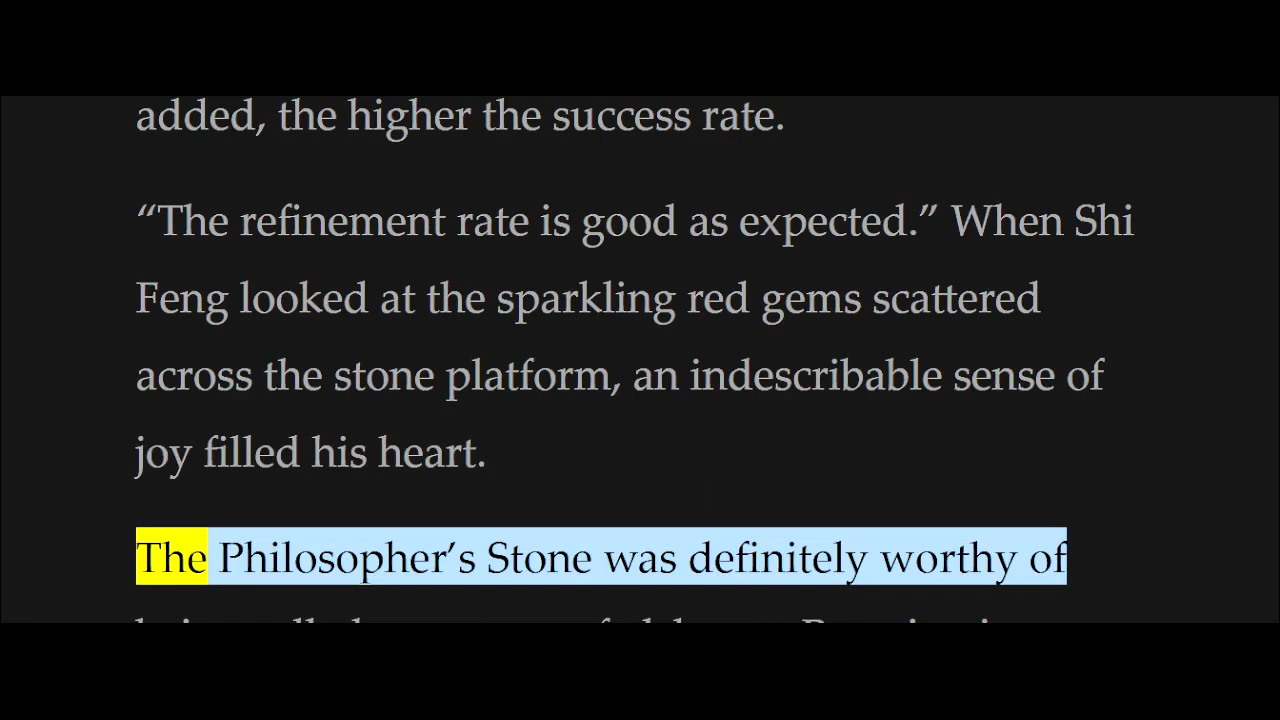 added, the higher the success rate.
“The refinement rate is good as expected.” When Shi
Feng looked at the sparkling red gems scattered
across the stone platform, an indescribable sense of
joy filled his heart.
The Philosopher’s Stone was definitely worthy of